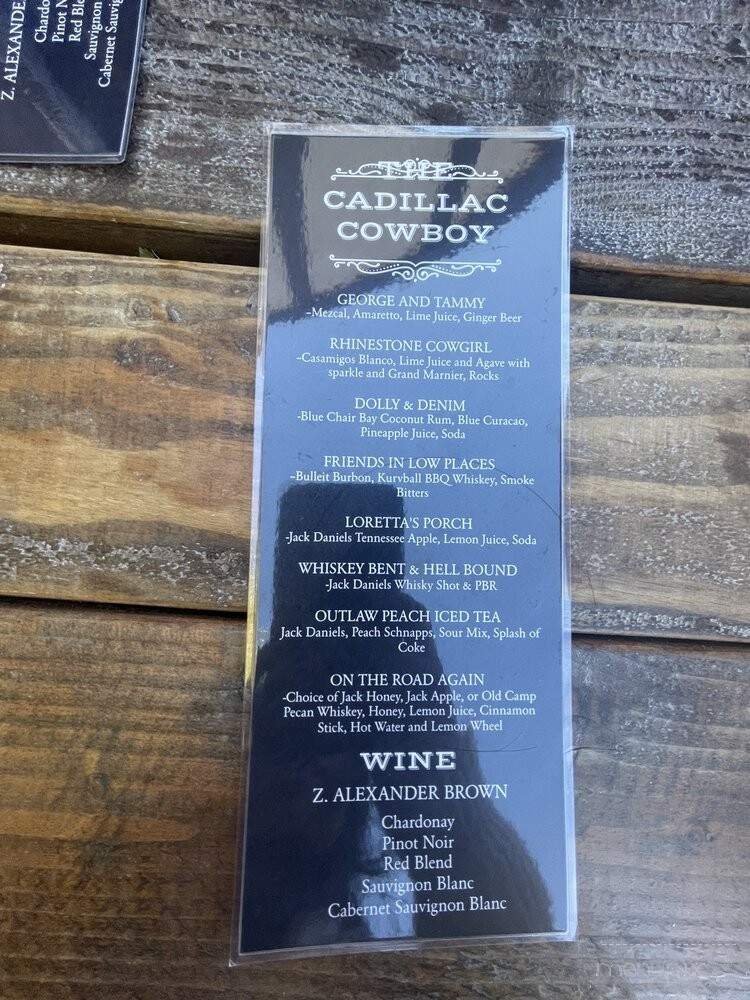 Z. ALEXANDE
Chardo
Pinot N
Red Ble
Sauvignon
Cabernet Sauvig
THE
CADILLAC
COWBOY
GEORGE AND TAMMY
-Mezcal, Amaretto, Lime Juice, Ginger Beer
RHINESTONE COWGIRL
-Casamigos Blanco, Lime Juice and Agave with
sparkle and Grand Marnier, Rocks
DOLLY & DENIM
-Blue Chair Bay Coconut Rum, Blue Curacao,
Pineapple Juice, Soda
FRIENDS IN LOW PLACES
-Bulleit Burbon, Kurvball BBQ Whiskey, Smoke
Bitters
LORETTA'S PORCH
-Jack Daniels Tennessee Apple, Lemon Juice, Soda
WHISKEY BENT & HELL BOUND
-Jack Daniels Whisky Shot & PBR
OUTLAW PEACH ICED TEA
Jack Daniels, Peach Schnapps, Sour Mix, Splash of
Coke
ON THE ROAD AGAIN
-Choice of Jack Honey, Jack Apple, or Old Camp
Pecan Whiskey, Honey, Lemon Juice, Cinnamon
Stick, Hot Water and Lemon Wheel
WINE
Z. ALEXANDER BROWN
Chardonay
Pinot Noir
Red Blend
Sauvignon Blanc
Cabernet Sauvignon Blanc